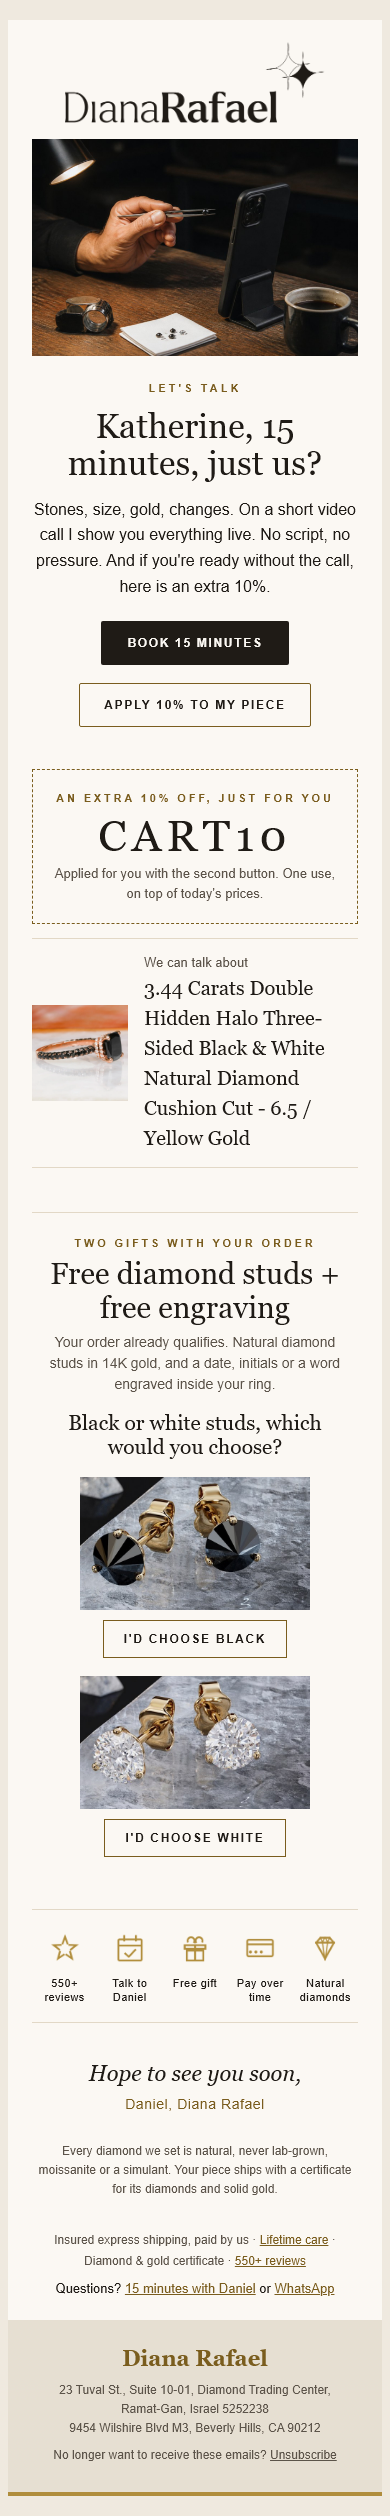 DianaRafael
LET'S TALK
Katherine, 15
minutes, just us?
Stones, size, gold, changes. On a short video
call I show you everything live. No script, no
pressure. And if you're ready without the call,
here is an extra 10%.
BOOK 15 MINUTES
APPLY 10% TO MY PIECE
AN EXTRA 10% OFF, JUST FOR YOU
CART10
Applied for you with the second button. One use,
on top of today's prices.
We can talk about
3.44 Carats Double
Hidden Halo Three-
Sided Black & White
Natural Diamond
Cushion Cut - 6.5 /
Yellow Gold
TWO GIFTS WITH YOUR ORDER
Free diamond studs +
free engraving
Your order already qualifies. Natural diamond
studs in 14K gold, and a date, initials or a word
engraved inside your ring.
Black or white studs, which
would you choose?
I'D CHOOSE BLACK
I'D CHOOSE WHITE
550+ reviews
Talk to Daniel
Free gift
Pay over time
Natural diamonds
Hope to see you soon,
Daniel, Diana Rafael
Every diamond we set is natural, never lab-grown,
moissanite or a simulant. Your piece ships with a certificate
for its diamonds and solid gold.
Insured express shipping, paid by us · Lifetime care ·
Diamond & gold certificate · 550+ reviews
Questions? 15 minutes with Daniel or WhatsApp
Diana Rafael
23 Tuval St., Suite 10-01, Diamond Trading Center,
Ramat-Gan, Israel 5252238
9454 Wilshire Blvd M3, Beverly Hills, CA 90212
No longer want to receive these emails? Unsubscribe